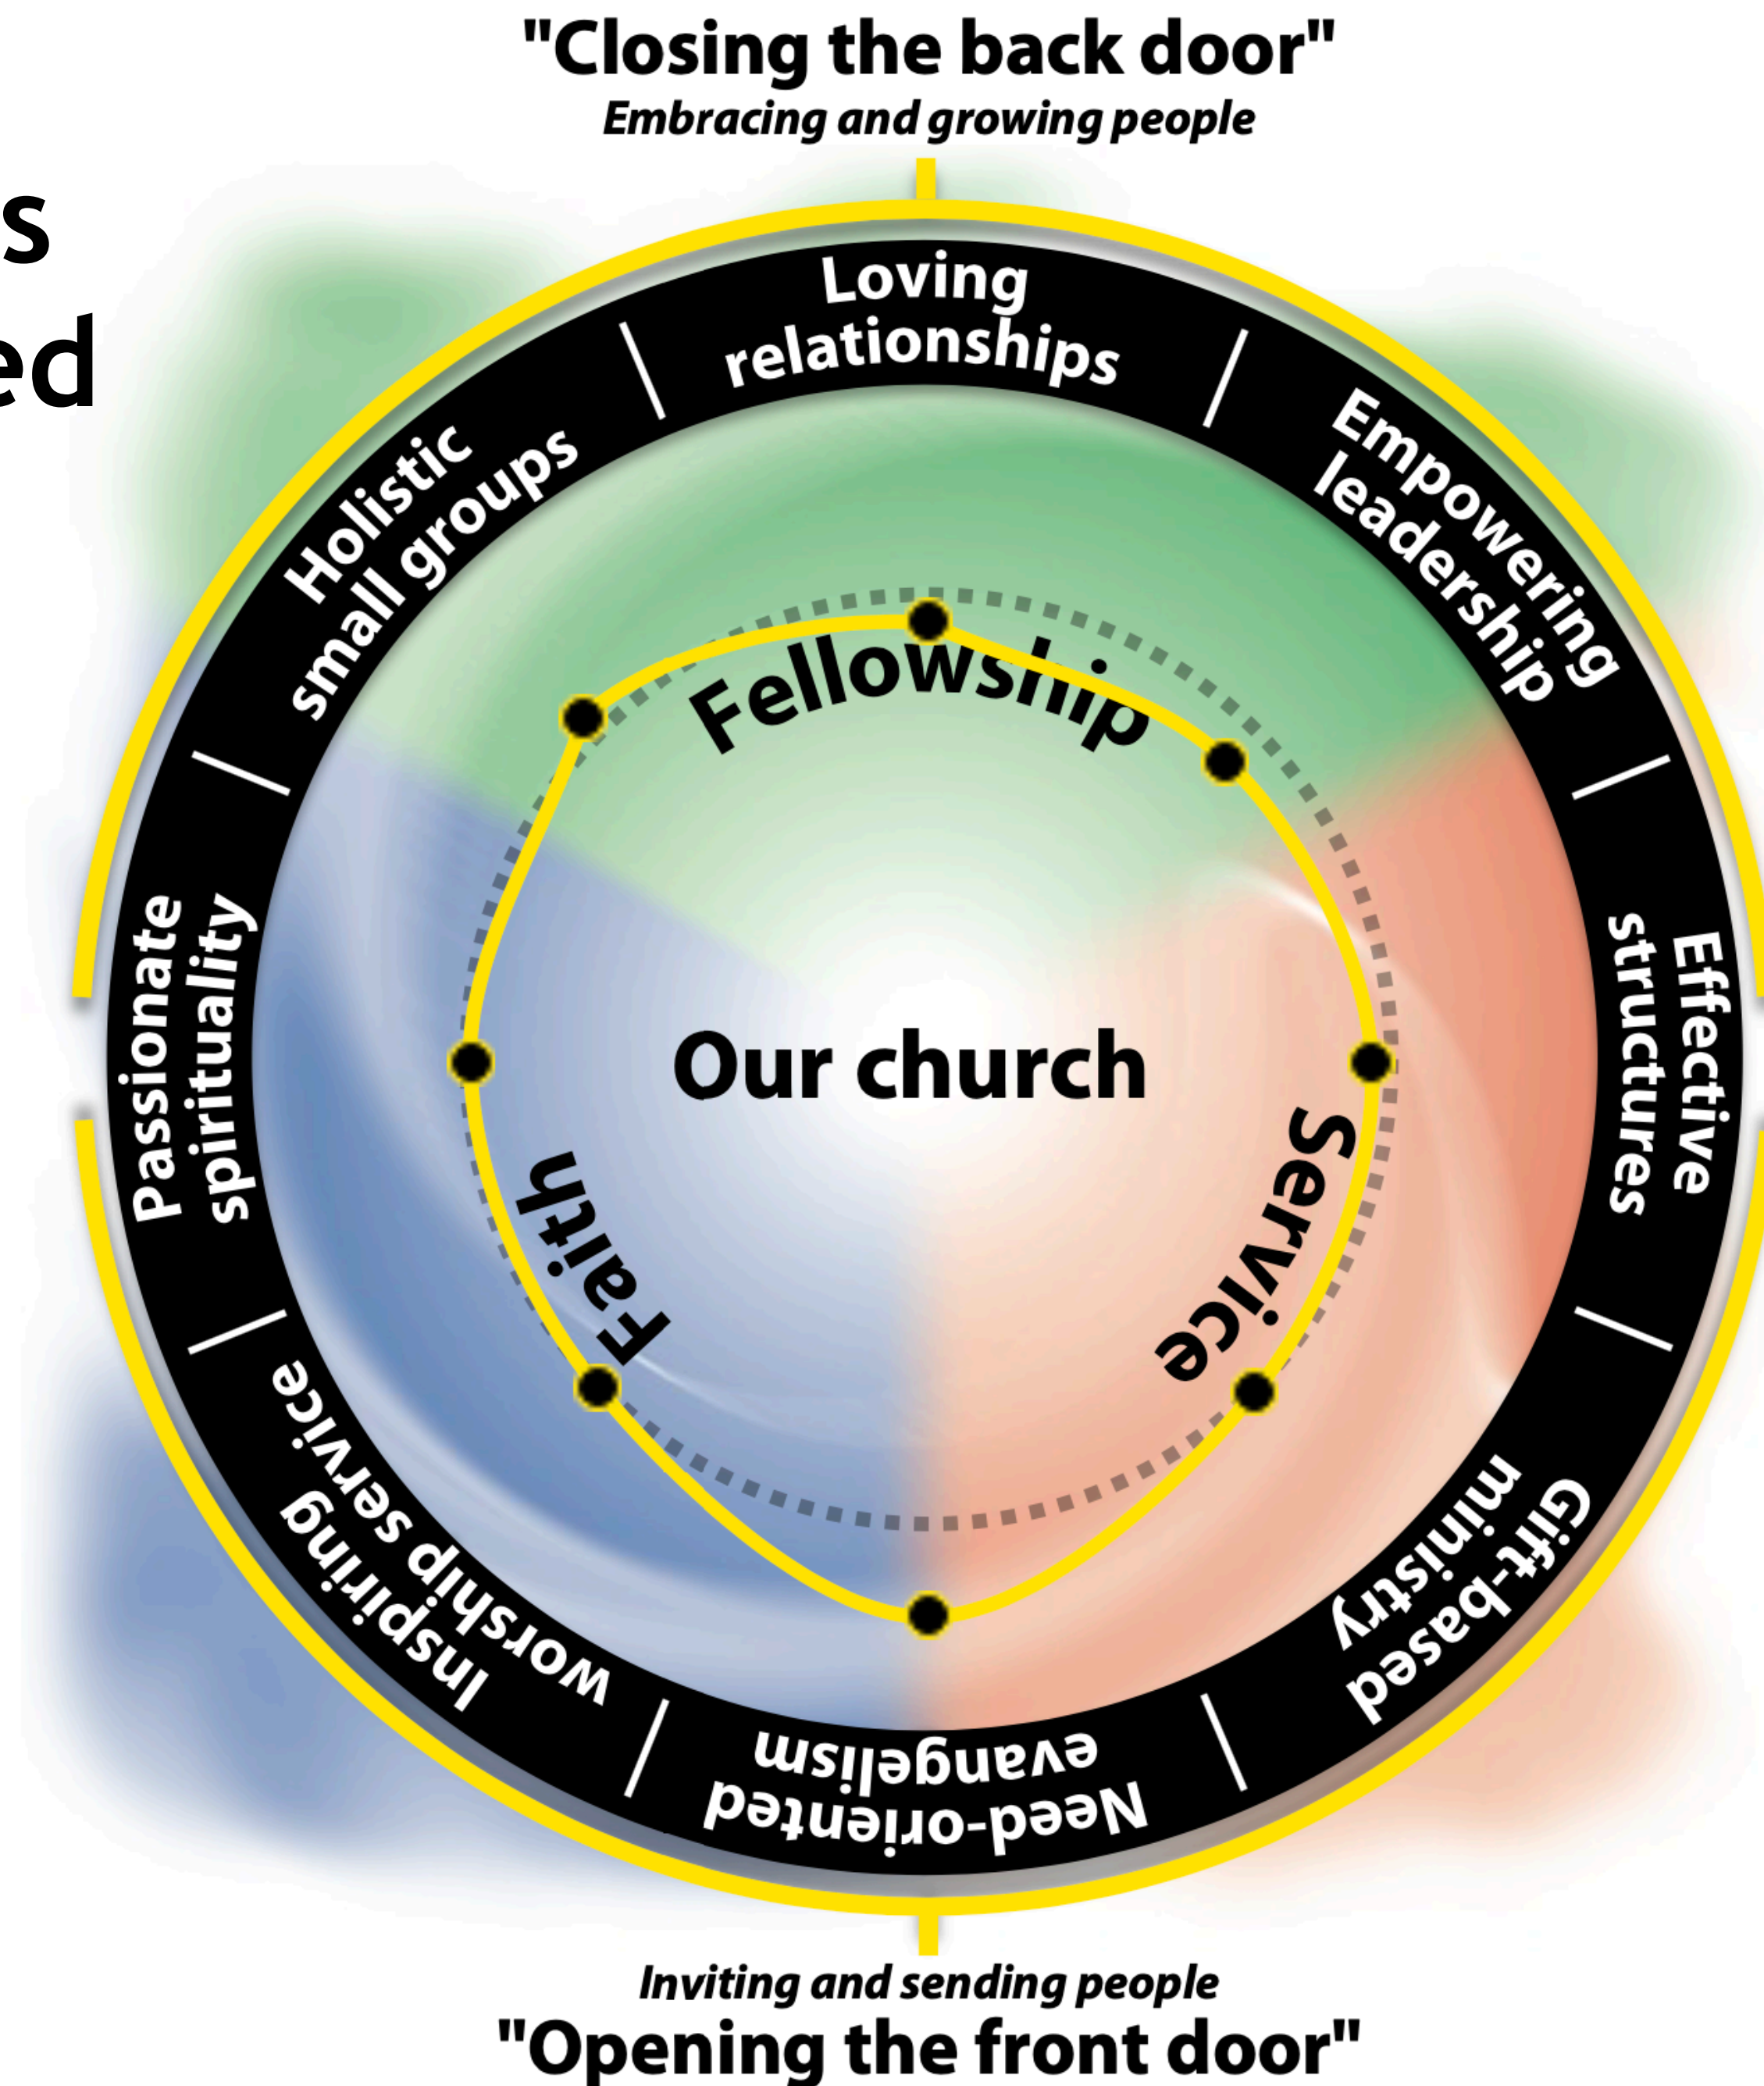 "Closing the back door"
Embracing and growing people
s
ed
Loving
relationships
Empowering
leadership
Effective
structures
Gift-based
ministry
Need-oriented
evangelism
Inspiring
worship service
Passionate
spirituality
Holistic
small groups
Fellowship
Service
Faith
Our church
Inviting and sending people
"Opening the front door"